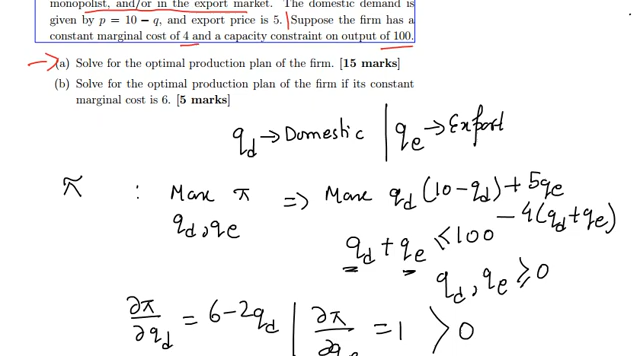 monopolist, and/or in the export market. The domestic demand is
given by p = 10 − q, and export price is 5. Suppose the firm has a
constant marginal cost of 4 and a capacity constraint on output of 100.
(a) Solve for the optimal production plan of the firm. [15 marks]
(b) Solve for the optimal production plan of the firm if its constant
marginal cost is 6. [5 marks]
q_d → Domestic | q_e → Export
π : Max π ⇒ Max q_d (10 − q_d) + 5q_e
q_d, q_e − 4(q_d + q_e)
q_d + q_e ≤ 100
q_d, q_e ≥ 0
∂π/∂q_d = 6 − 2q_d | ∂π/∂q_e = 1 > 0